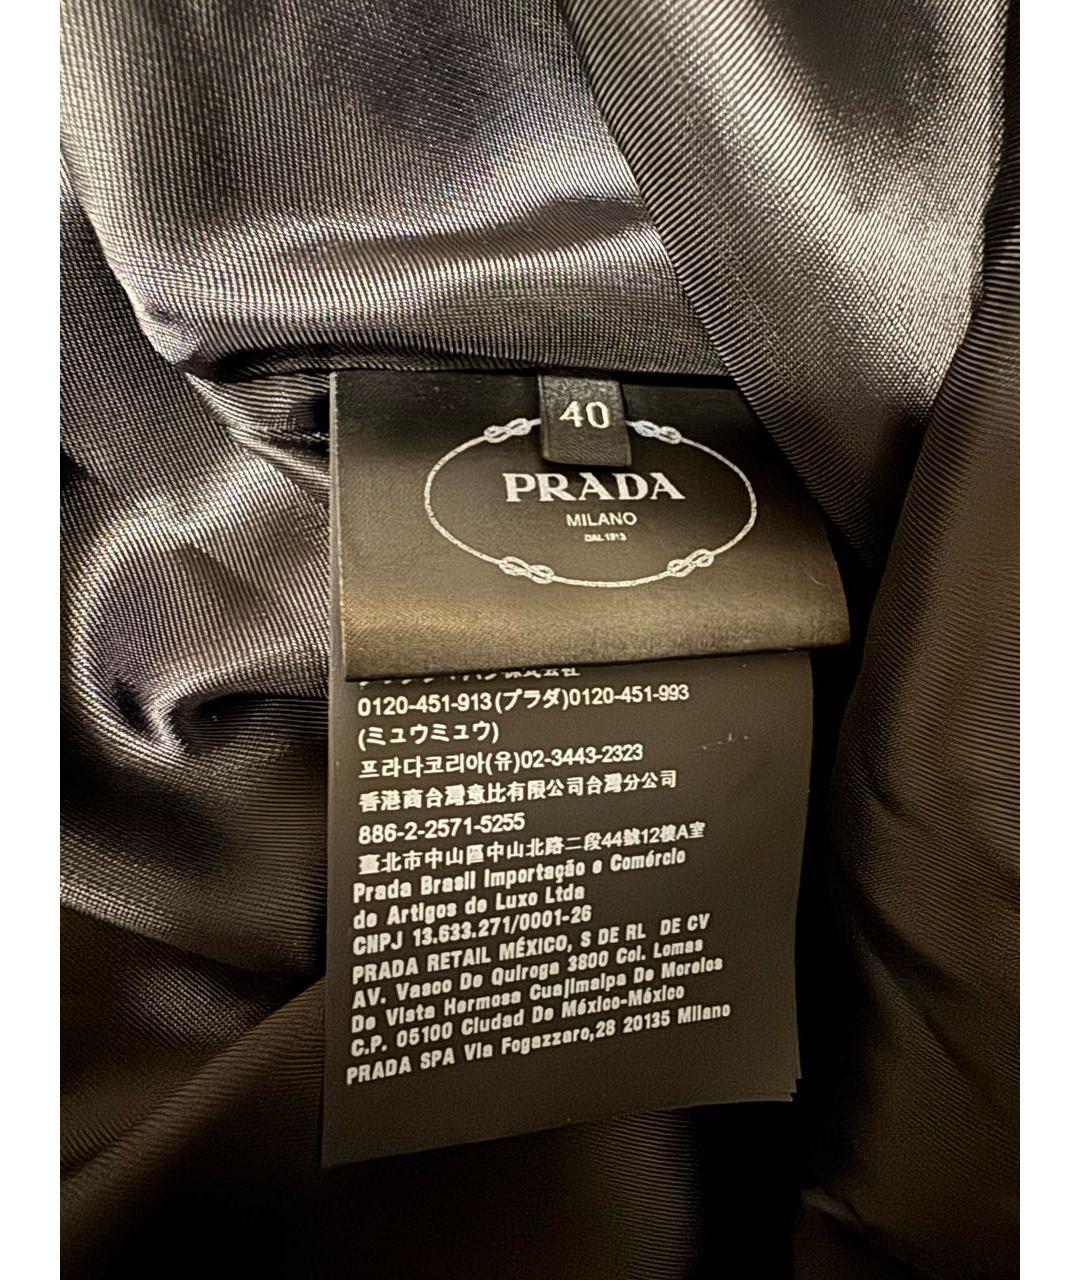 40
PRADA
MILANO
DAL 1913
0120-451-913(プラダ)0120-451-993
(ミュウミュウ)
프라다코리아(유)02-3443-2323
香港商台灣意比有限公司台灣分公司
886-2-2571-5255
臺北市中山區中山北路二段44號12樓A室
Prada Brasil Importação e Comércio
de Artigos de Luxo Ltda
CNPJ 13.633.271/0001-26
PRADA RETAIL MÉXICO, S DE RL DE CV
AV. Vasco De Quiroga 3800 Col. Lomas
De Vista Hermosa Cuajimalpa De Morelos
C.P. 05100 Ciudad De México-México
PRADA SPA Via Fogazzaro,28 20135 Milano